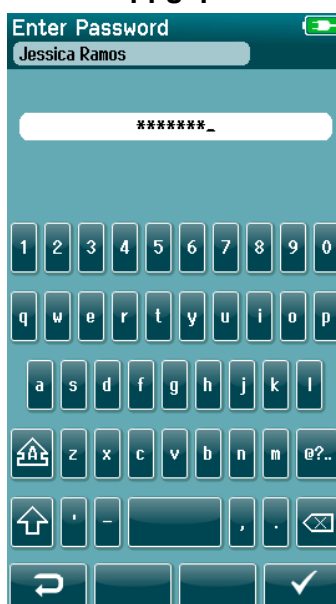 Enter Password
Jessica Ramos
*******_
1 2 3 4 5 6 7 8 9 0
q w e r t y u i o p
a s d f g h j k l
A z x c v b n m @?..
' - , .